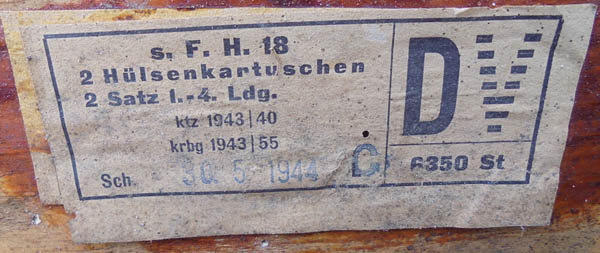 s. F. H. 18
2 Hülsenkartuschen
2 Satz 1.-4. Ldg.
ktz 1943|40
krbg 1943|55
Sch. 30 5 1944 C
D
6350 St